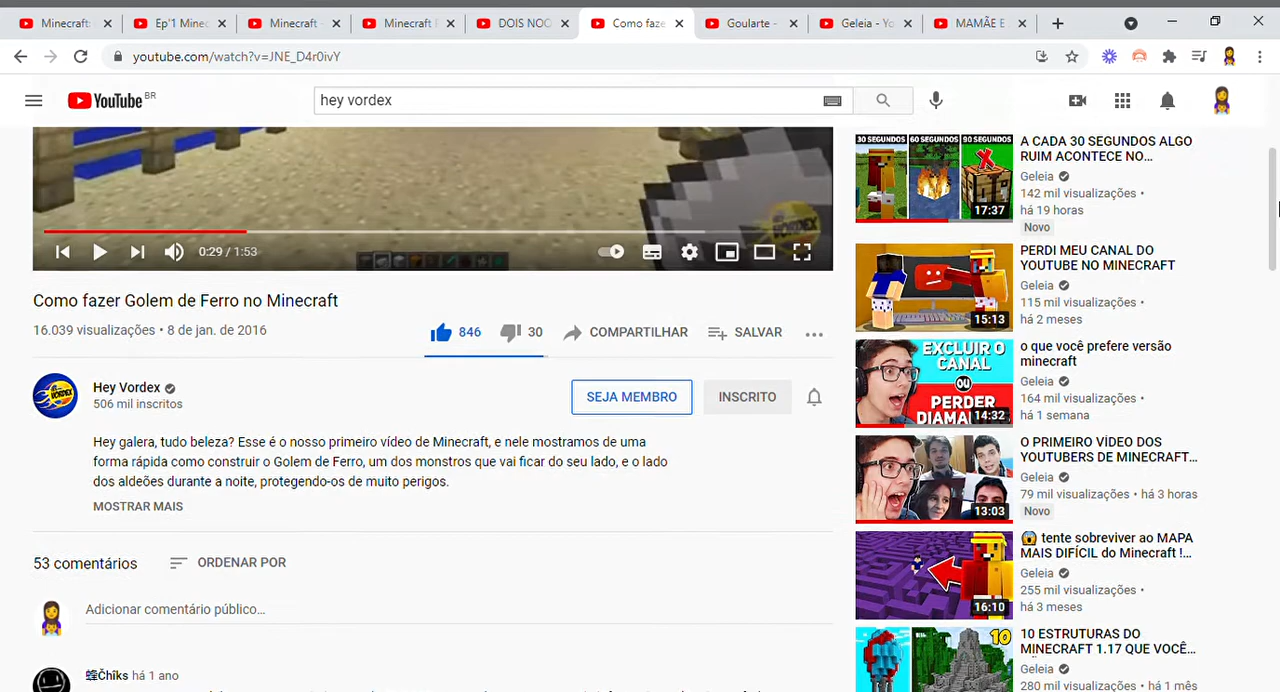 Minecraft:
Ep'1 Minec
Minecraft -
Minecraft
DOIS NOO
Como faze
Goularte -
Geleia - Yo
MAMÃE E
youtube.com/watch?v=JNE_D4r0ivY
YouTube BR
hey vordex
VORDEX
0:29 / 1:53
Como fazer Golem de Ferro no Minecraft
16.039 visualizações • 8 de jan. de 2016
846
30
COMPARTILHAR
SALVAR
VORDEX
Hey Vordex
506 mil inscritos
SEJA MEMBRO
INSCRITO
Hey galera, tudo beleza? Esse é o nosso primeiro vídeo de Minecraft, e nele mostramos de uma
forma rápida como construir o Golem de Ferro, um dos monstros que vai ficar do seu lado, e o lado
dos aldeões durante a noite, protegendo-os de muito perigos.
MOSTRAR MAIS
53 comentários
ORDENAR POR
Adicionar comentário público...
há 1 ano
30 SEGUNDOS 60 SEGUNDOS 90 SEGUNDOS
17:37
A CADA 30 SEGUNDOS ALGO
RUIM ACONTECE NO...
Geleia
142 mil visualizações •
há 19 horas
Novo
15:13
PERDI MEU CANAL DO
YOUTUBE NO MINECRAFT
Geleia
115 mil visualizações •
há 2 meses
EXCLUIR O
CANAL
OU
PERDER
DIAMA
14:32
o que você prefere versão
minecraft
Geleia
164 mil visualizações •
há 1 semana
13:03
O PRIMEIRO VÍDEO DOS
YOUTUBERS DE MINECRAFT...
Geleia
79 mil visualizações • há 3 horas
Novo
16:10
😱 tente sobreviver ao MAPA
MAIS DIFÍCIL do Minecraft !...
Geleia
255 mil visualizações •
há 3 meses
10
10 ESTRUTURAS DO
MINECRAFT 1.17 QUE VOCÊ...
Geleia
280 mil visualizações • há 1 mês